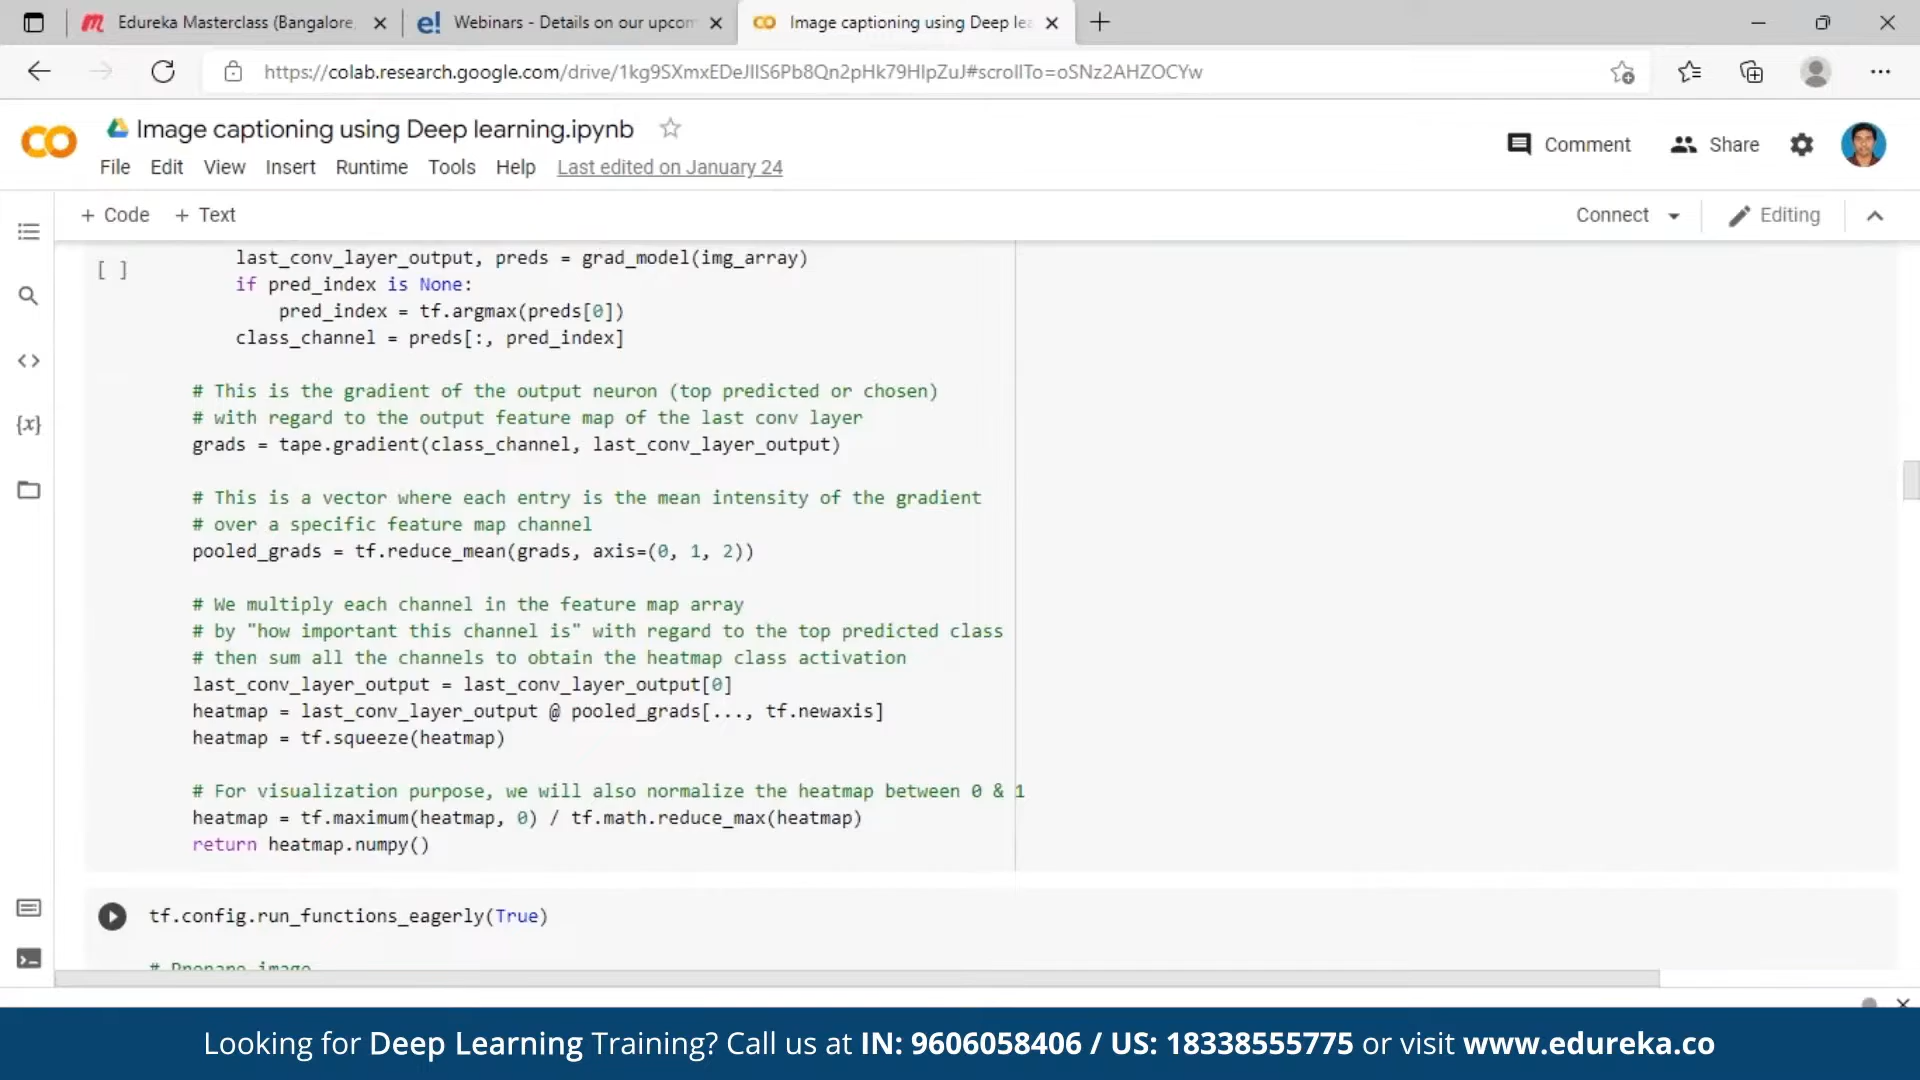 Edureka Masterclass (Bangalore
Webinars - Details on our upcom
Image captioning using Deep lea
https://colab.research.google.com/drive/1kg9SXmxEDeJIlS6Pb8Qn2pHk79HIpZuJ#scrollTo=oSNz2AHZOCYw
Image captioning using Deep learning.ipynb
Comment Share
File Edit View Insert Runtime Tools Help Last edited on January 24
+ Code + Text Connect Editing
last_conv_layer_output, preds = grad_model(img_array)
[ ]
if pred_index is None:
pred_index = tf.argmax(preds[0])
class_channel = preds[:, pred_index]
# This is the gradient of the output neuron (top predicted or chosen)
# with regard to the output feature map of the last conv layer
grads = tape.gradient(class_channel, last_conv_layer_output)
# This is a vector where each entry is the mean intensity of the gradient
# over a specific feature map channel
pooled_grads = tf.reduce_mean(grads, axis=(0, 1, 2))
# We multiply each channel in the feature map array
# by "how important this channel is" with regard to the top predicted class
# then sum all the channels to obtain the heatmap class activation
last_conv_layer_output = last_conv_layer_output[0]
heatmap = last_conv_layer_output @ pooled_grads[..., tf.newaxis]
heatmap = tf.squeeze(heatmap)
# For visualization purpose, we will also normalize the heatmap between 0 & 1
heatmap = tf.maximum(heatmap, 0) / tf.math.reduce_max(heatmap)
return heatmap.numpy()
tf.config.run_functions_eagerly(True)
# Prepare image
Looking for Deep Learning Training? Call us at IN: 9606058406 / US: 18338555775 or visit www.edureka.co